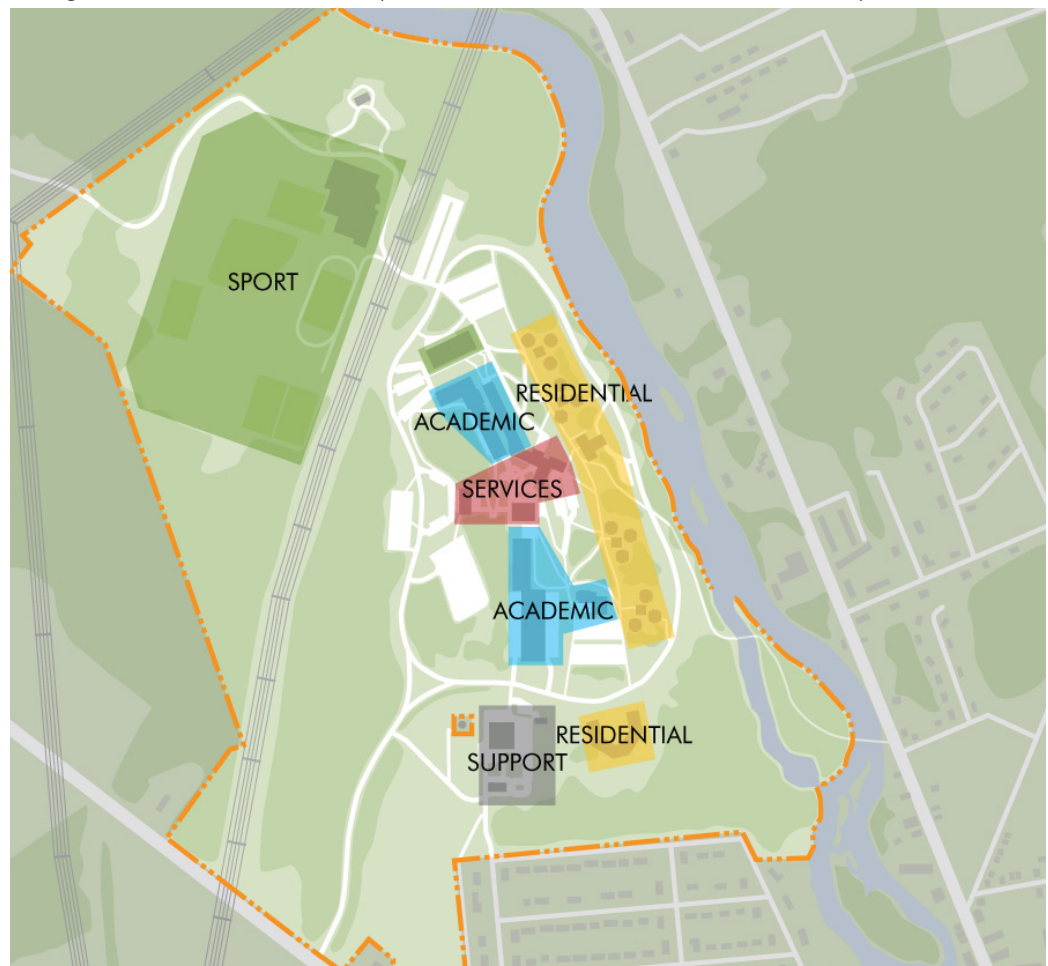 SPORT
RESIDENTIAL
ACADEMIC
SERVICES
ACADEMIC
RESIDENTIAL
SUPPORT